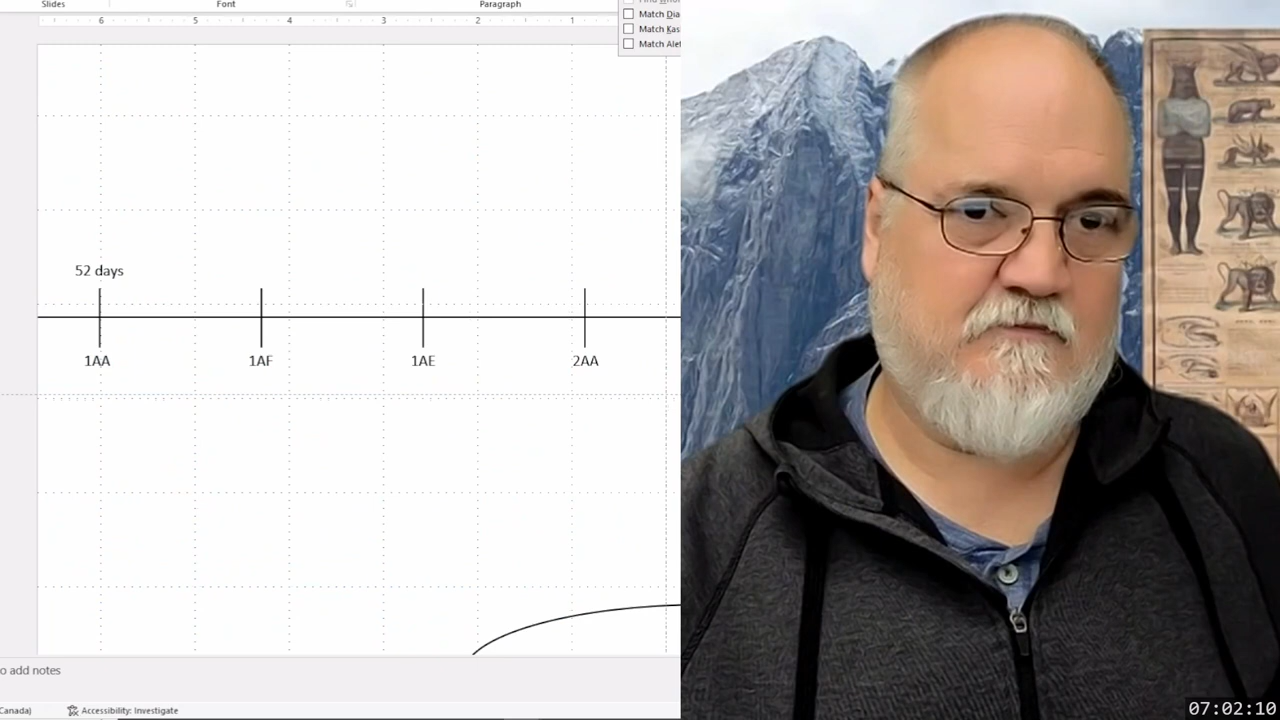 Slides Font Paragraph
6 5 4 3 2 1
Match Dia
Match Kas
Match Alef
52 days
1AA 1AF 1AE 2AA
o add notes
Canada) Accessibility: Investigate
07:02:10